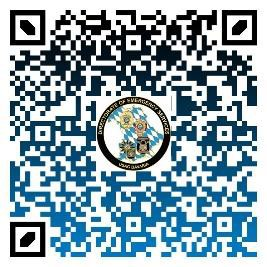 DIRECTORATE OF EMERGENCY SERVICES
USAG BAVARIA